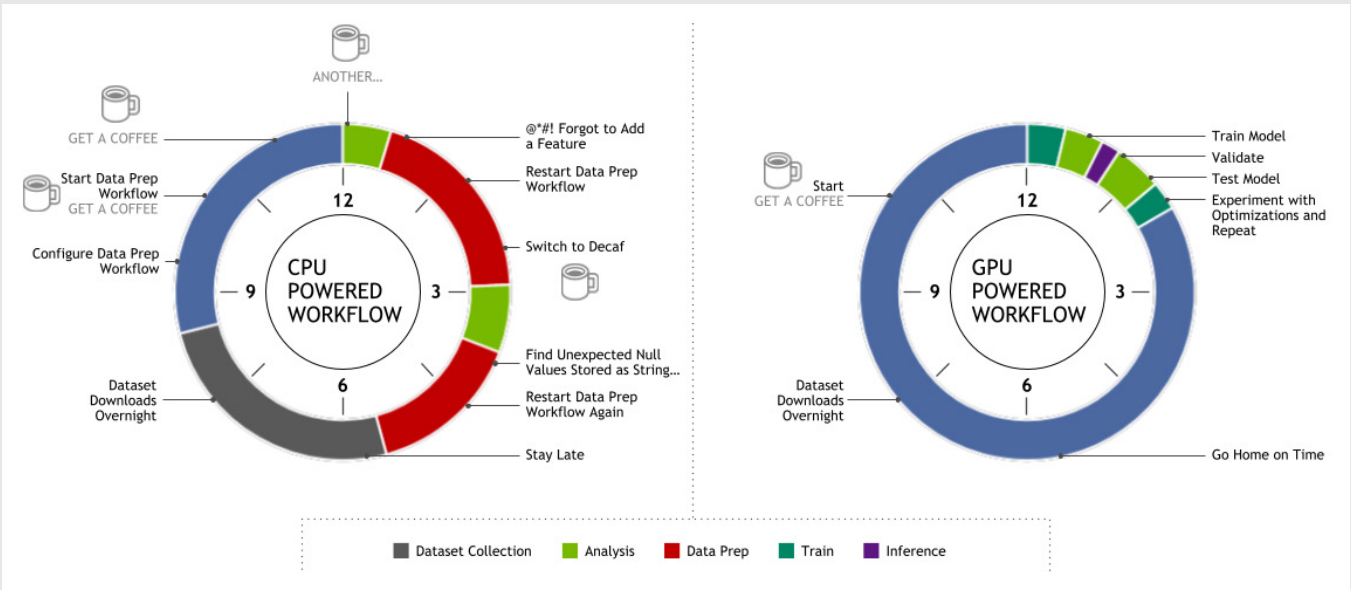 ANOTHER...
GET A COFFEE
Start Data Prep
Workflow
GET A COFFEE
Configure Data Prep
Workflow
Dataset
Downloads
Overnight
12
3
6
9
CPU
POWERED
WORKFLOW
@*#! Forgot to Add
a Feature
Restart Data Prep
Workflow
Switch to Decaf
Find Unexpected Null
Values Stored as String...
Restart Data Prep
Workflow Again
Stay Late
Start
GET A COFFEE
Dataset
Downloads
Overnight
12
3
6
9
GPU
POWERED
WORKFLOW
Train Model
Validate
Test Model
Experiment with
Optimizations and
Repeat
Go Home on Time
Dataset Collection
Analysis
Data Prep
Train
Inference